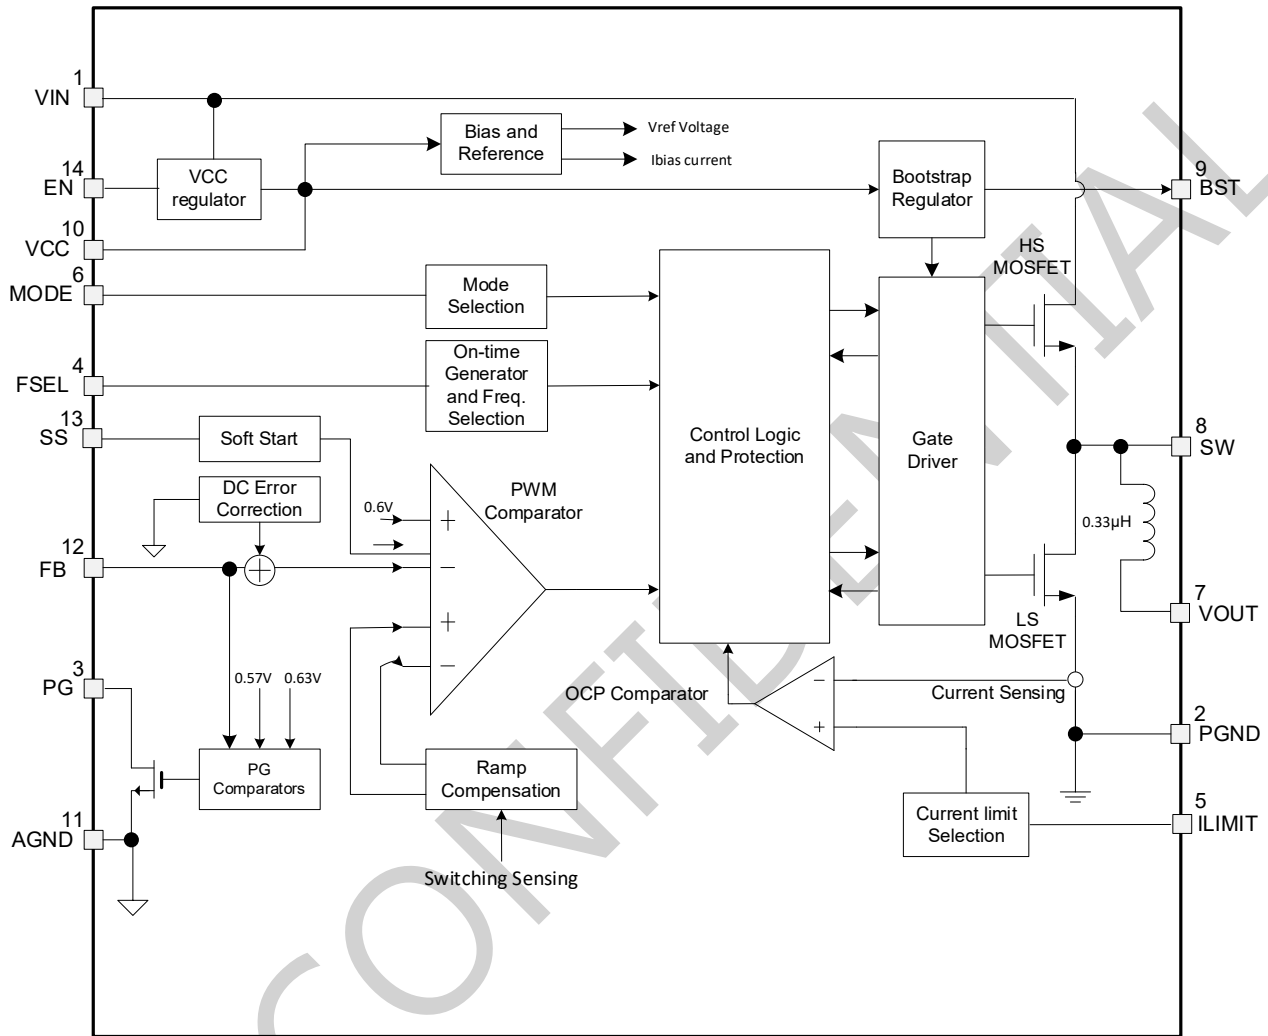 1
VIN
14
EN
10
VCC
6
MODE
4
FSEL
13
SS
12
FB
3
PG
11
AGND
VCC
regulator
Bias and
Reference
Vref Voltage
Ibias current
Bootstrap
Regulator
9
BST
HS
MOSFET
Mode
Selection
On-time
Generator
and Freq.
Selection
Soft Start
DC Error
Correction
0.6V
+
−
+
−
PWM
Comparator
Control Logic
and Protection
Gate
Driver
8
SW
0.33µH
7
VOUT
LS
MOSFET
+
0.57V
0.63V
PG
Comparators
Ramp
Compensation
Switching Sensing
OCP Comparator
−
+
Current Sensing
2
PGND
Current limit
Selection
5
ILIMIT
CONFIDENTIAL